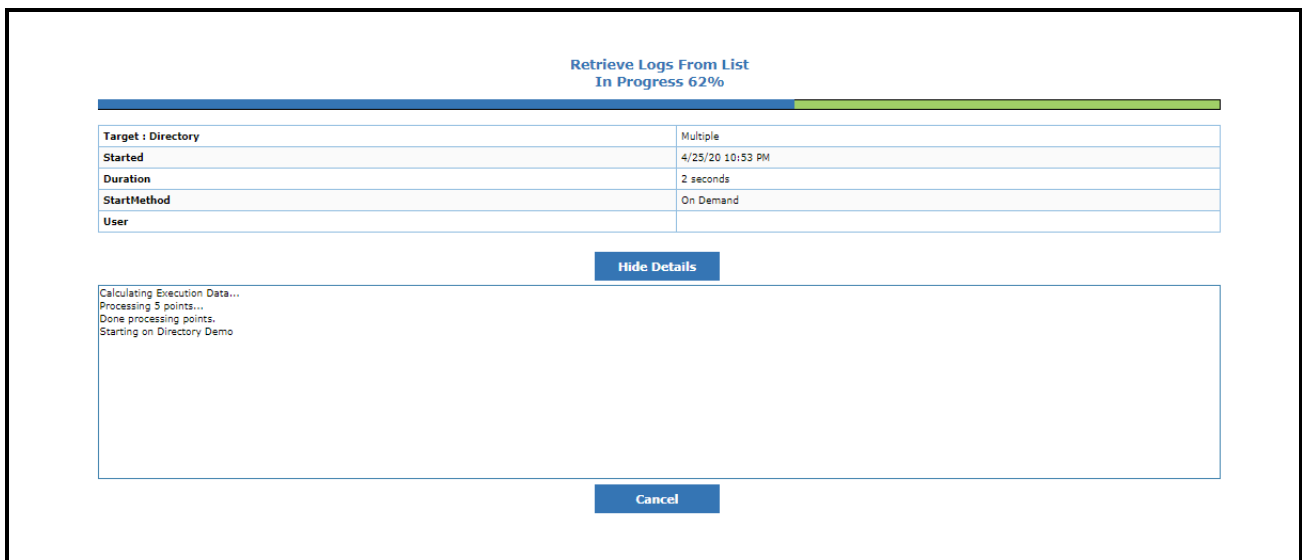 Retrieve Logs From List
In Progress 62%
Target : Directory Multiple
Started 4/25/20 10:53 PM
Duration 2 seconds
StartMethod On Demand
User
Hide Details
Calculating Execution Data...
Processing 5 points...
Done processing points.
Starting on Directory Demo
Cancel